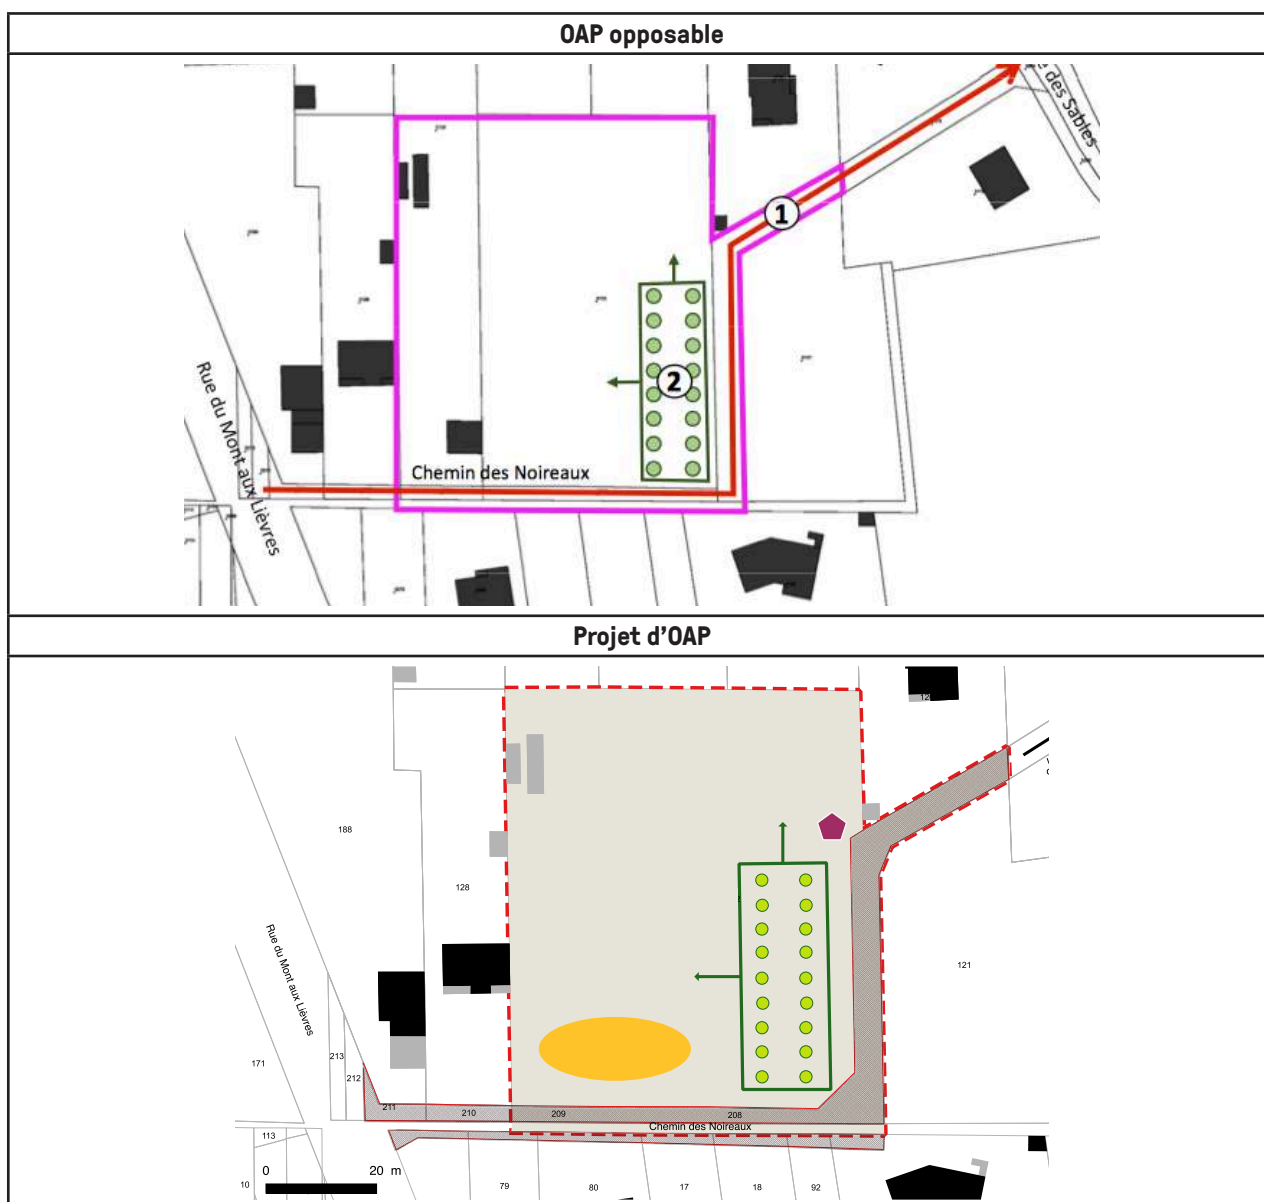 OAP opposable
e des Sables
1
2
Rue du Mont aux Lièvres
Chemin des Noireaux
Projet d’OAP
188
128
Rue du Mont aux Lièvres
121
171
213
212
211
210
209
208
Chemin des Noireaux
113
0 20 m
10
79
80
17
18
92